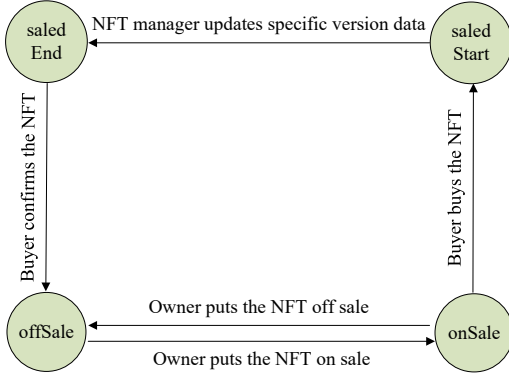 saled
End
NFT manager updates specific version data
saled
Start
Buyer confirms the NFT
Buyer buys the NFT
offSale
Owner puts the NFT off sale
Owner puts the NFT on sale
onSale